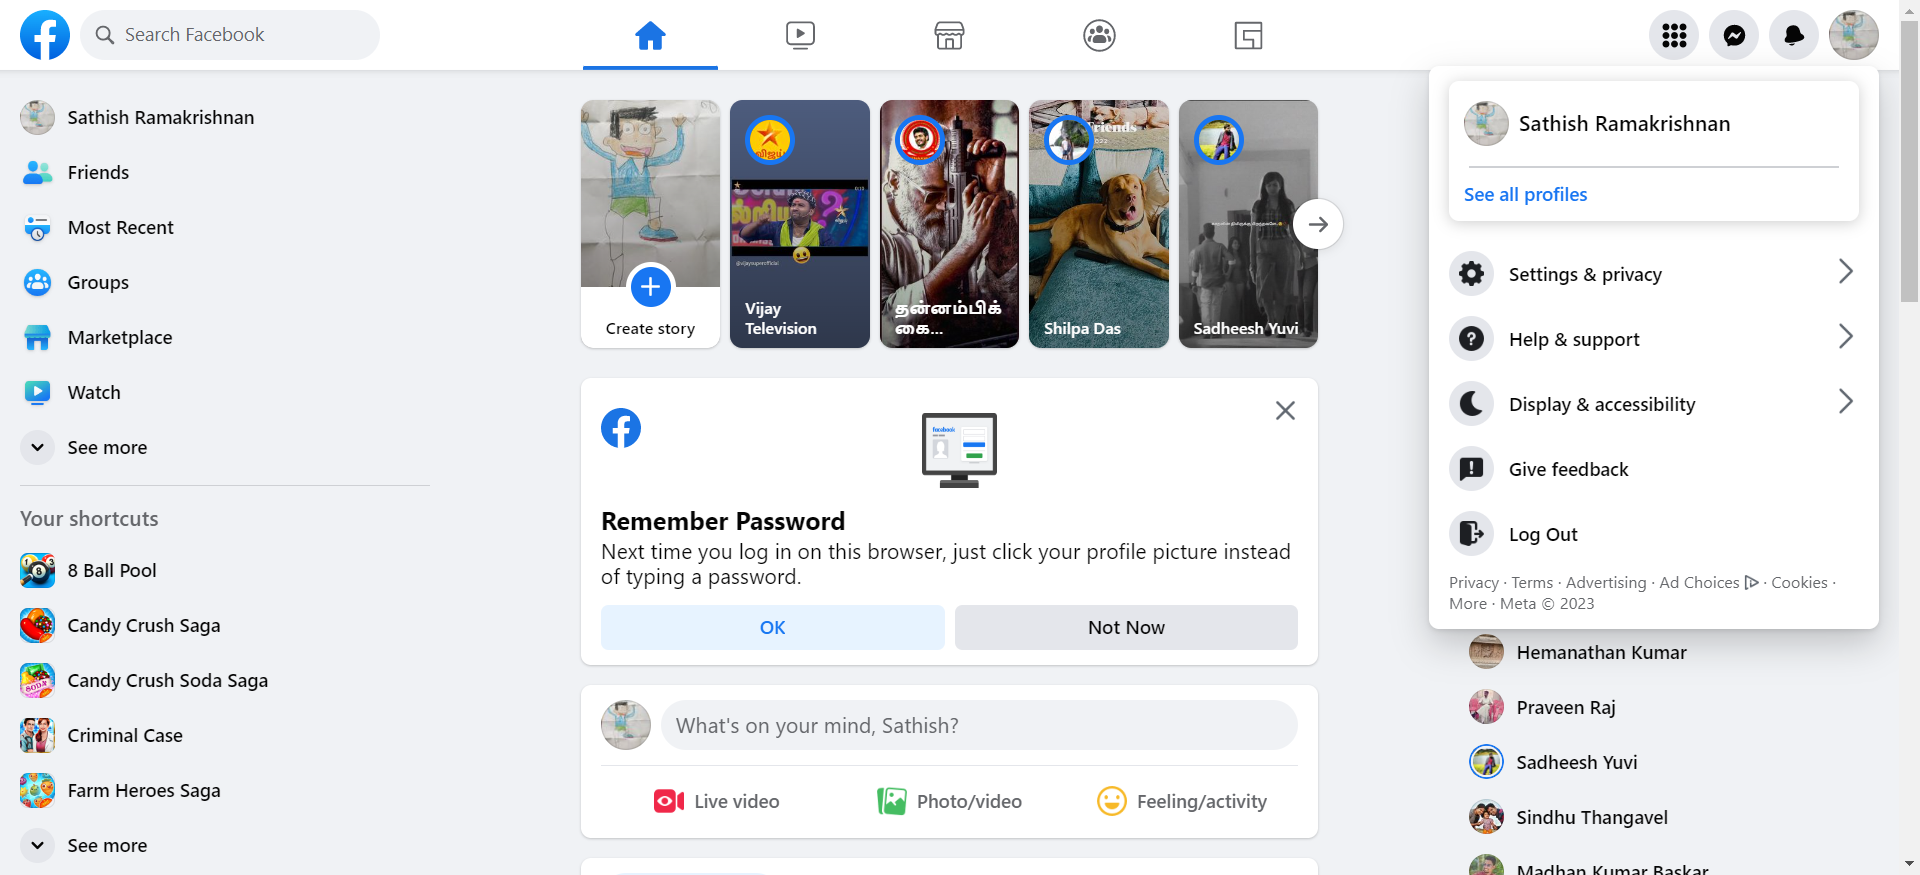 Search Facebook
Sathish Ramakrishnan
Friends
Most Recent
Groups
Marketplace
Watch
See more
Your shortcuts
8 Ball Pool
Candy Crush Saga
Candy Crush Soda Saga
Criminal Case
Farm Heroes Saga
See more
Create story
விஜய்
@vijaysuperofficial
Vijay
Television
தன்னம்பிக்
கை...
Friends
Shilpa Das
Sadheesh Yuvi
facebook
Remember Password
Next time you log in on this browser, just click your profile picture instead
of typing a password.
OK
Not Now
What's on your mind, Sathish?
Live video
Photo/video
Feeling/activity
Sathish Ramakrishnan
See all profiles
Settings & privacy
Help & support
Display & accessibility
Give feedback
Log Out
Privacy · Terms · Advertising · Ad Choices · Cookies ·
More · Meta © 2023
Hemanathan Kumar
Praveen Raj
Sadheesh Yuvi
Sindhu Thangavel
Madhan Kumar Baskar